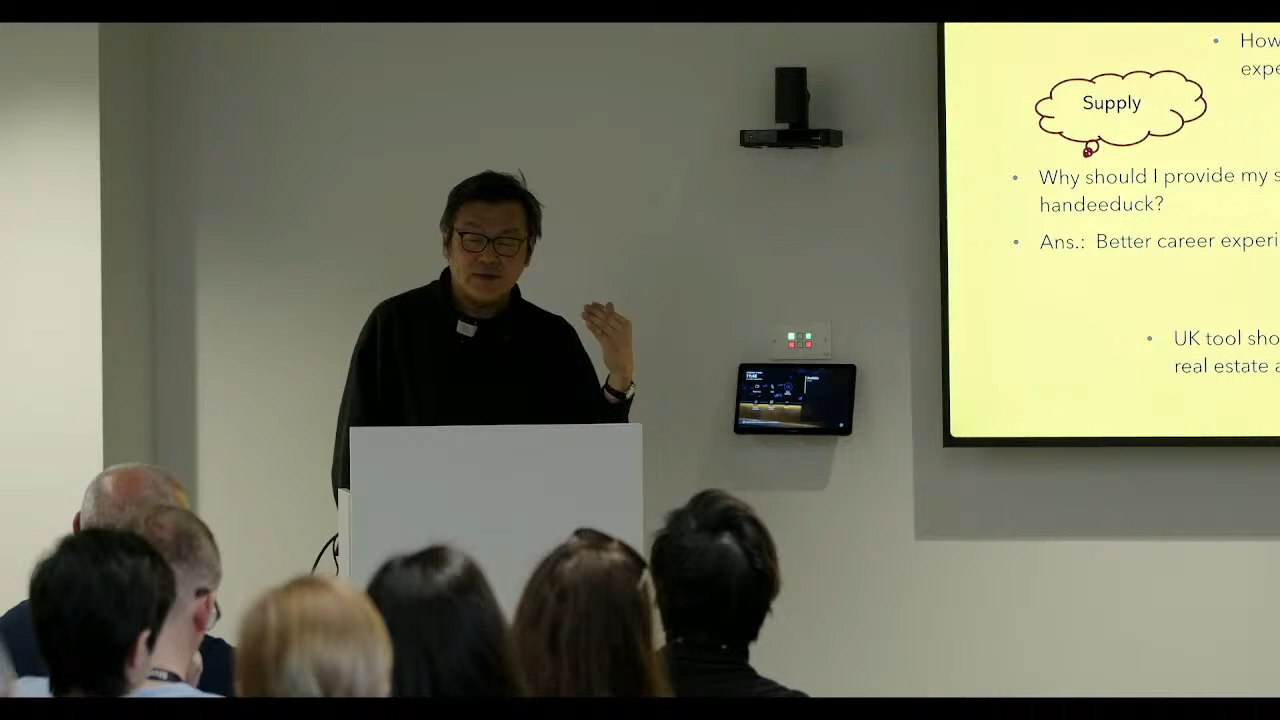 How
expe
Supply
Why should I provide my s
handeeduck?
Ans.: Better career experi
UK tool sho
real estate a